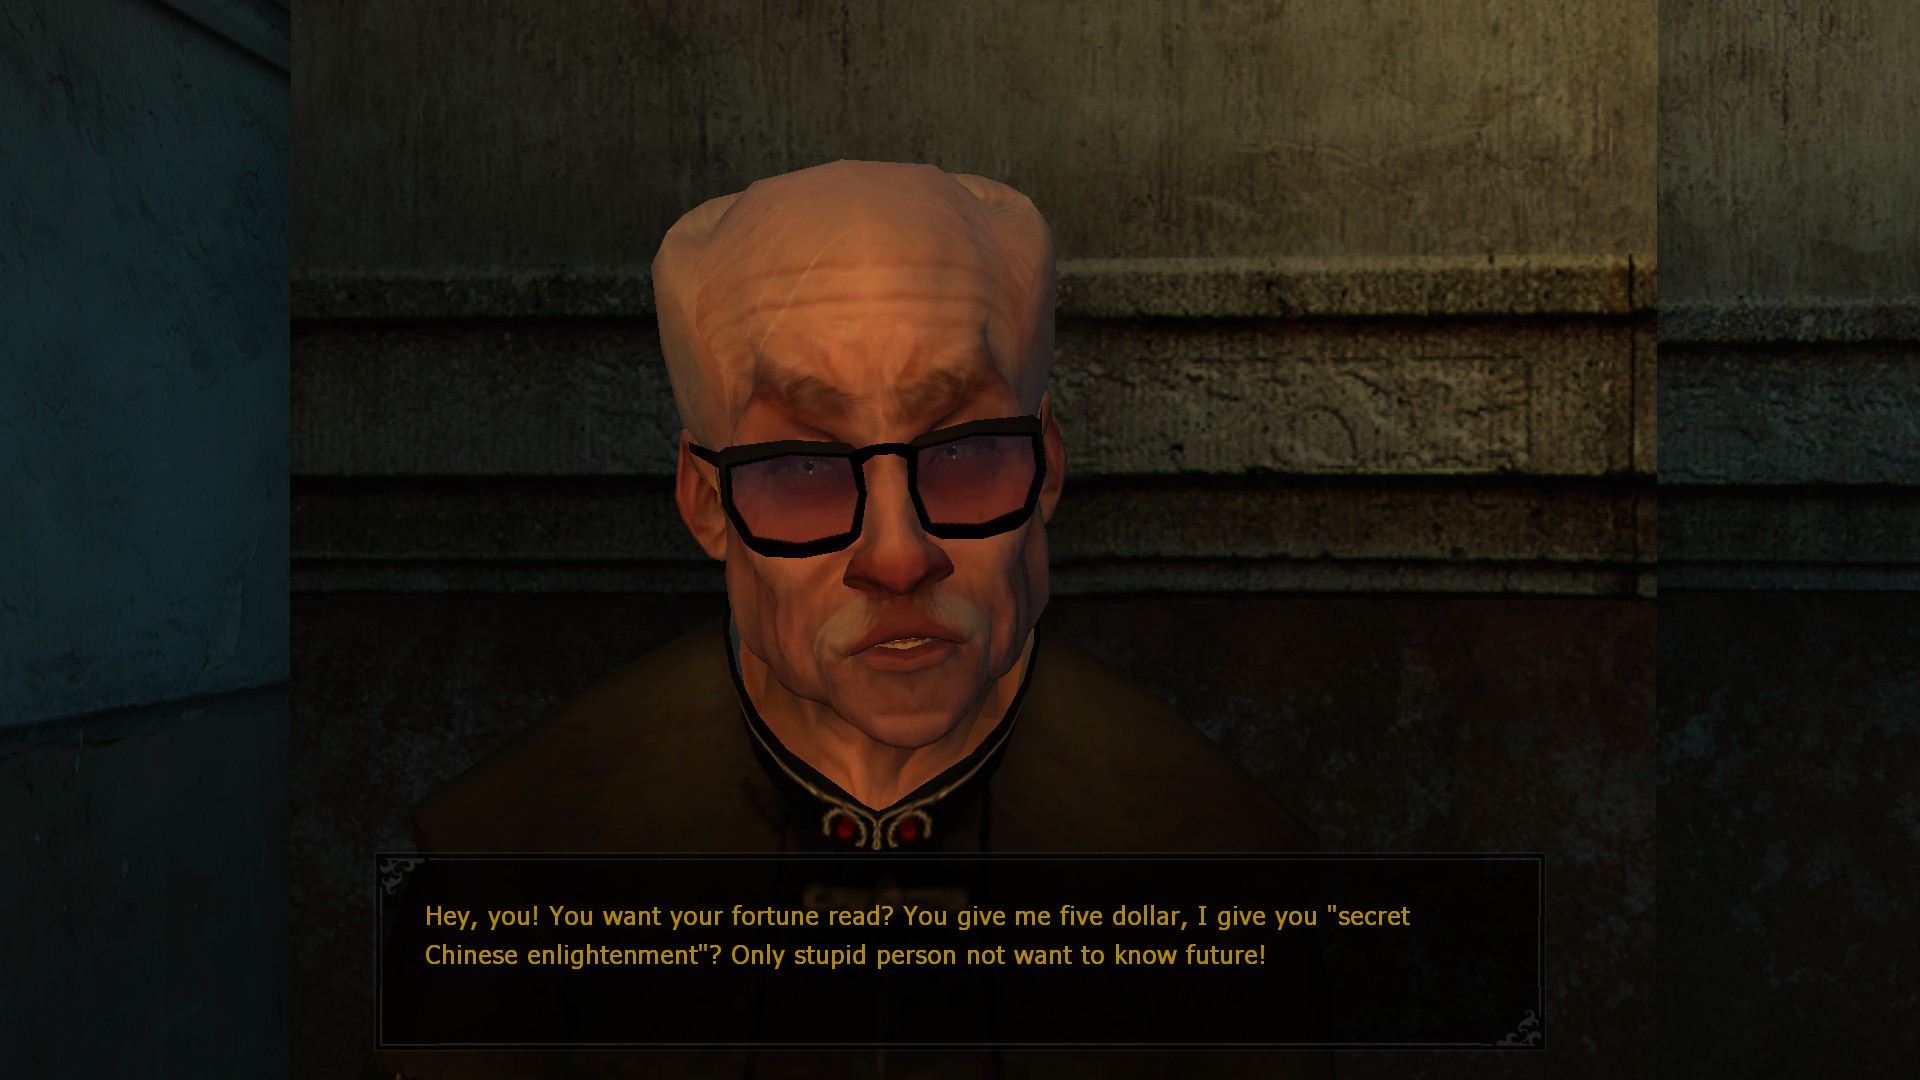 Hey, you! You want your fortune read? You give me five dollar, I give you "secret
Chinese enlightenment"? Only stupid person not want to know future!